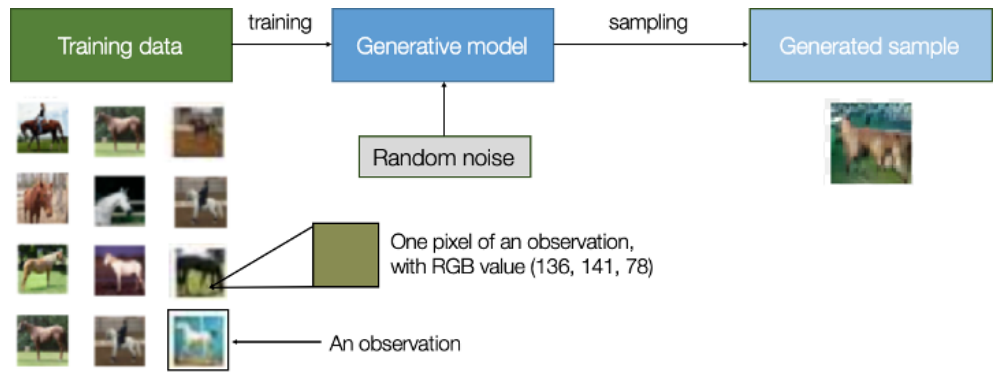 Training data
training
Generative model
sampling
Generated sample
Random noise
One pixel of an observation,
with RGB value (136, 141, 78)
An observation